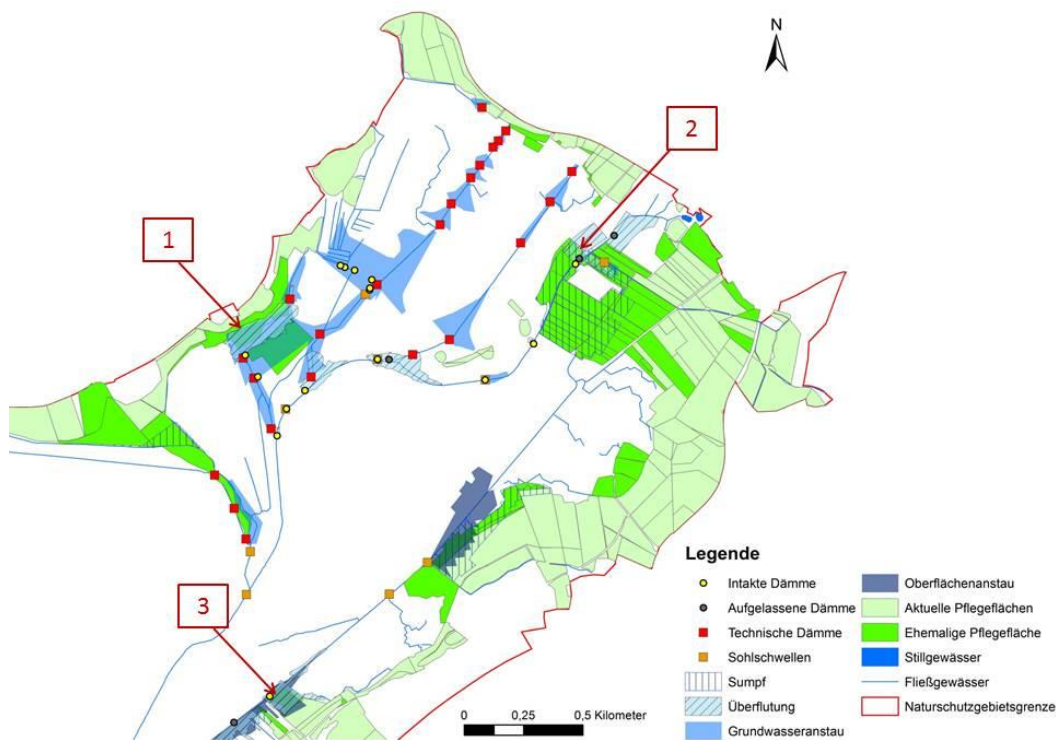 N
2
1
3
Legende
Intakte Dämme
Aufgelassene Dämme
Technische Dämme
Sohlschwellen
Sumpf
Überflutung
Grundwasseranstau
Oberflächenanstau
Aktuelle Pflegeflächen
Ehemalige Pflegefläche
Stillgewässer
Fließgewässer
Naturschutzgebietsgrenze
0 0,25 0,5 Kilometer